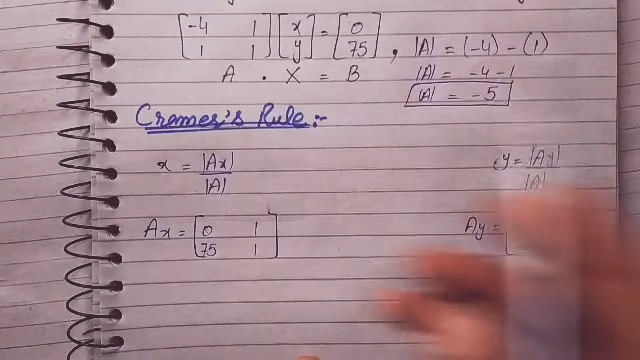 [-4 1] [x] = [0]
[1 1] [y] [75] , |A| = (-4) - (1)
A . X = B |A| = -4-1
|A| = -5
Cramer's Rule:-
x = |Ax| / |A| y = |Ay| / |A|
Ax = [0 1] Ay =
[75 1]